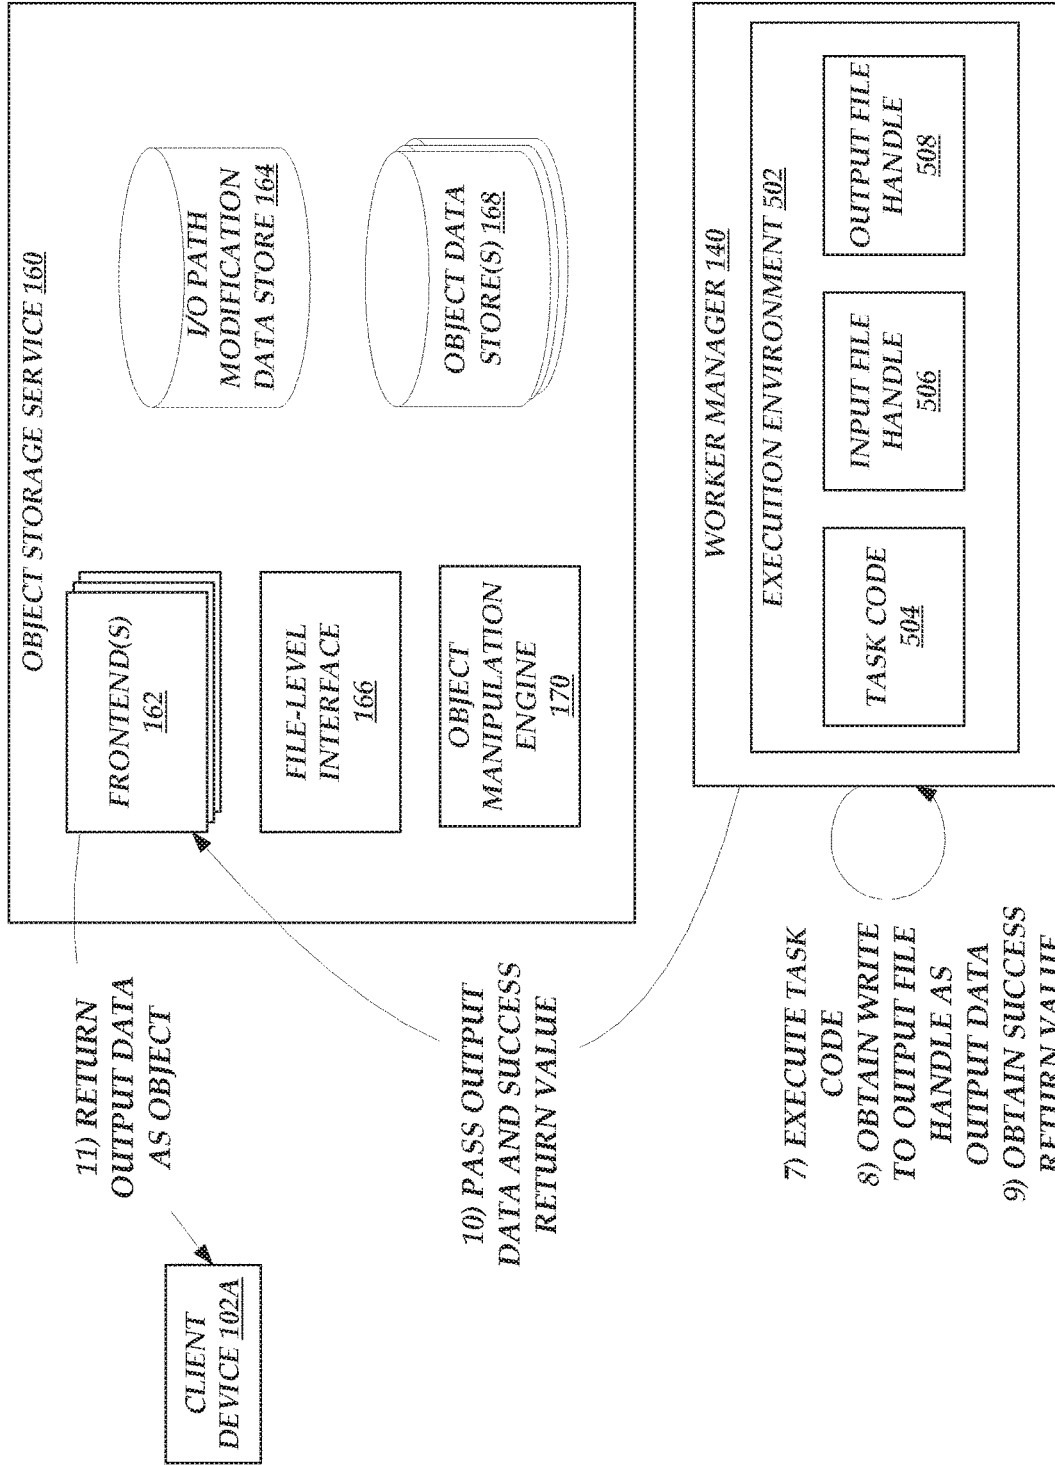 OBJECT STORAGE SERVICE 160
FRONTEND(S)
162
FILE-LEVEL
INTERFACE
166
OBJECT
MANIPULATION
ENGINE
170
I/O PATH
MODIFICATION
DATA STORE 164
OBJECT DATA
STORE(S) 168
CLIENT
DEVICE 102A
11) RETURN
OUTPUT DATA
AS OBJECT
10) PASS OUTPUT
DATA AND SUCCESS
RETURN VALUE
7) EXECUTE TASK
CODE
8) OBTAIN WRITE
TO OUTPUT FILE
HANDLE AS
OUTPUT DATA
9) OBTAIN SUCCESS
RETURN VALUE
WORKER MANAGER 140
EXECUTION ENVIRONMENT 502
TASK CODE
504
INPUT FILE
HANDLE
506
OUTPUT FILE
HANDLE
508